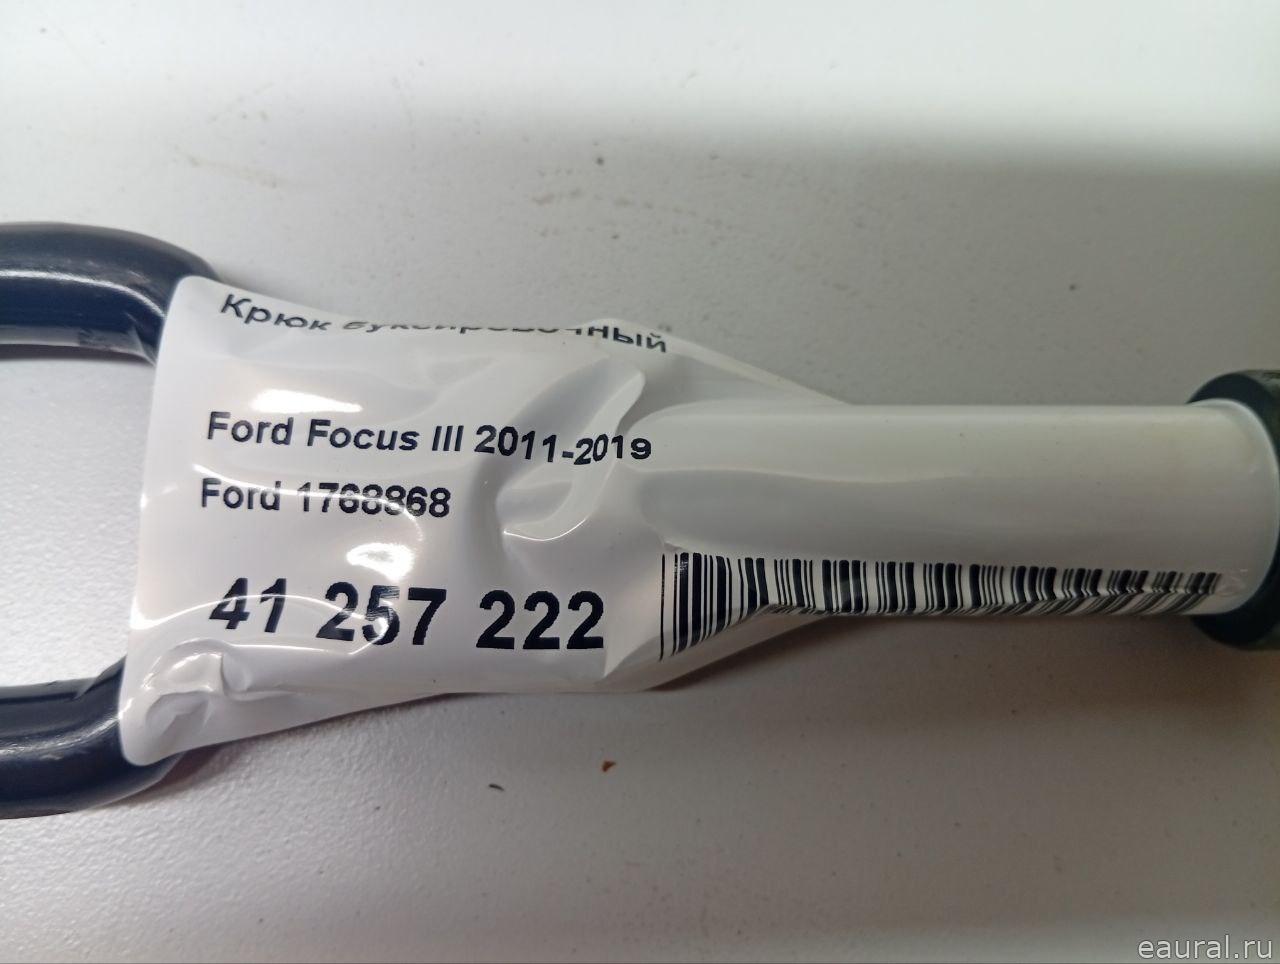 Крюк буксировочный
Ford Focus III 2011-2019
Ford 1768868
41 257 222
eaural.ru